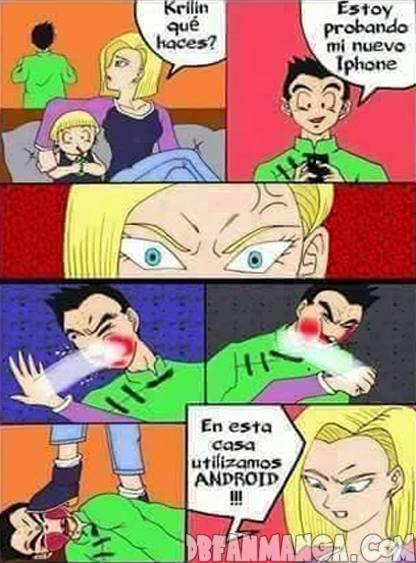 Krilin
qué
haces?
Estoy
probando
mi nuevo
Iphone
En esta
casa
utilizamos
ANDROID
!!!
DBFANMANGA.COM